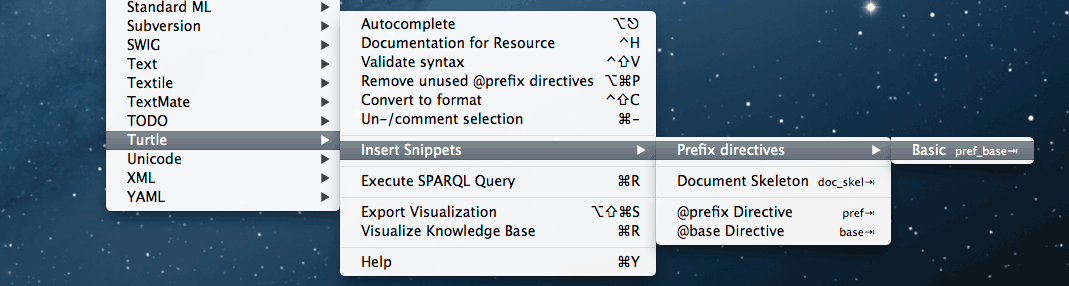 Standard ML
Subversion
SWIG
Text
Textile
TextMate
TODO
Turtle
Unicode
XML
YAML
Autocomplete ⌥⎋
Documentation for Resource ^H
Validate syntax ^⇧V
Remove unused @prefix directives ⌥⌘P
Convert to format ^⇧C
Un-/comment selection ⌘-
Insert Snippets
Execute SPARQL Query ⌘R
Export Visualization ⌥⇧⌘S
Visualize Knowledge Base ⌘R
Help ⌘Y
Prefix directives
Document Skeleton doc_skel⇥
@prefix Directive pref⇥
@base Directive base⇥
Basic pref_base⇥